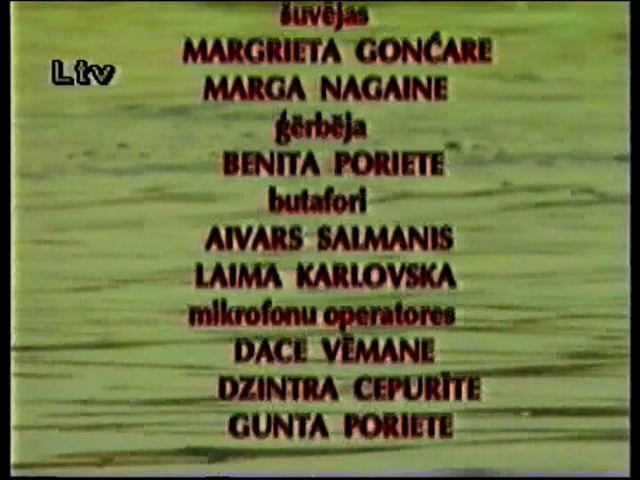 šuvējas
MARGRIETA GONČARE
Ltv
MARGA NAGAINE
ģērbēja
BENITA PORIETE
butafori
AIVARS SALMANIS
LAIMA KARLOVSKA
mikrofonu operatores
DACE VĒMANE
DZINTRA CEPURĪTE
GUNTA PORIETE